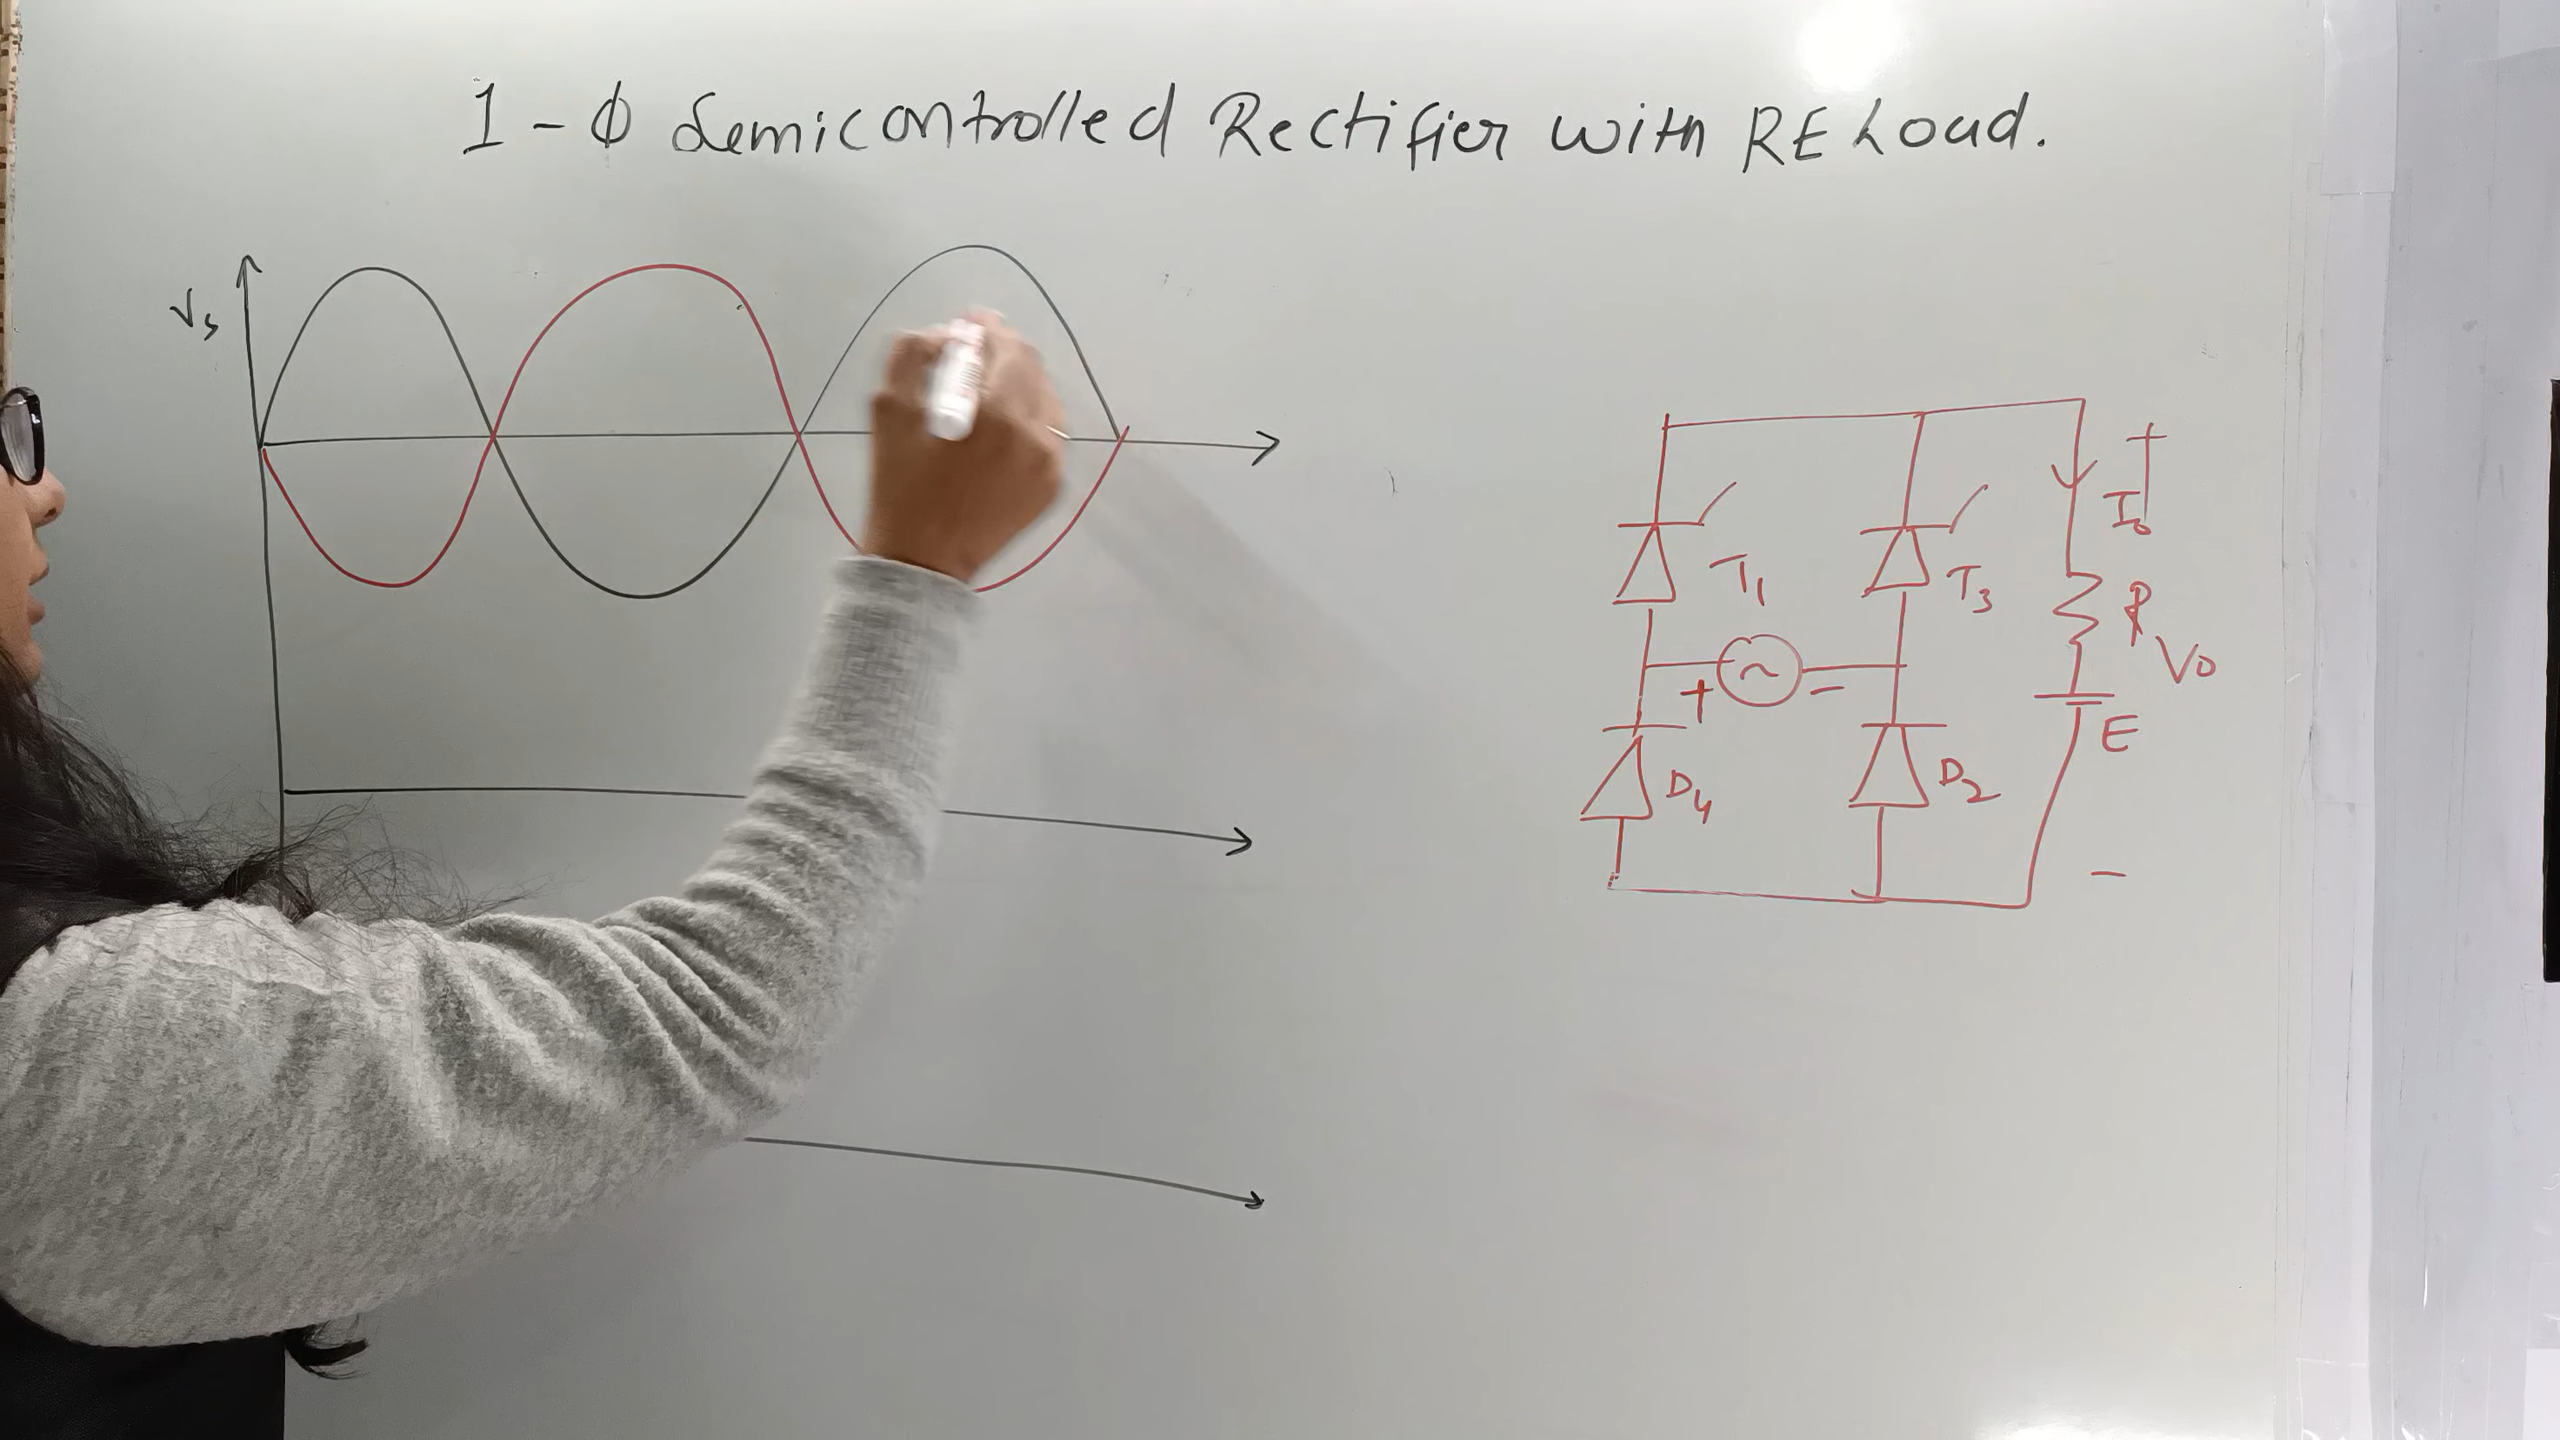 1-ϕ Semicontrolled Rectifier with RE Load.
Vs
+
I₀
T₁
T₃
R
V₀
+
-
E
D₄
D₂
-